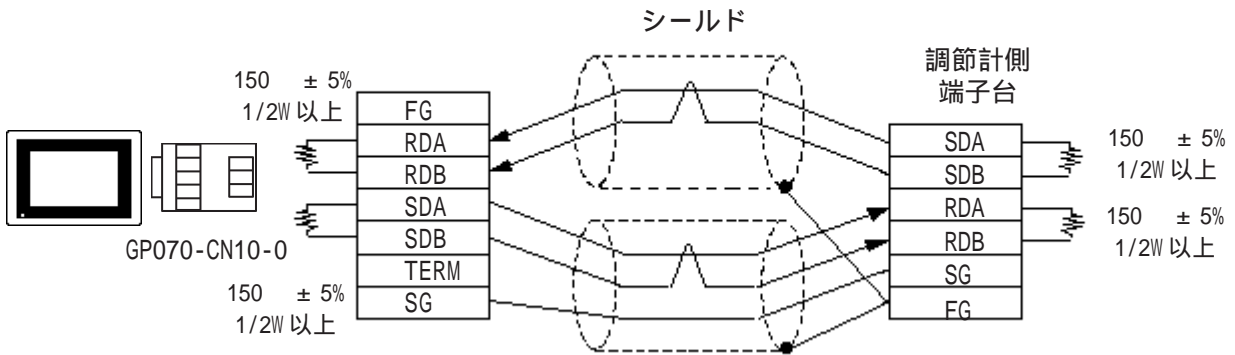 シールド
調節計側
端子台
150 ± 5%
1/2W 以上
FG
RDA
RDB
SDA
SDB
TERM
SG
GP070-CN10-0
150 ± 5%
1/2W 以上
SDA
SDB
RDA
RDB
SG
FG
150 ± 5%
1/2W 以上
150 ± 5%
1/2W 以上